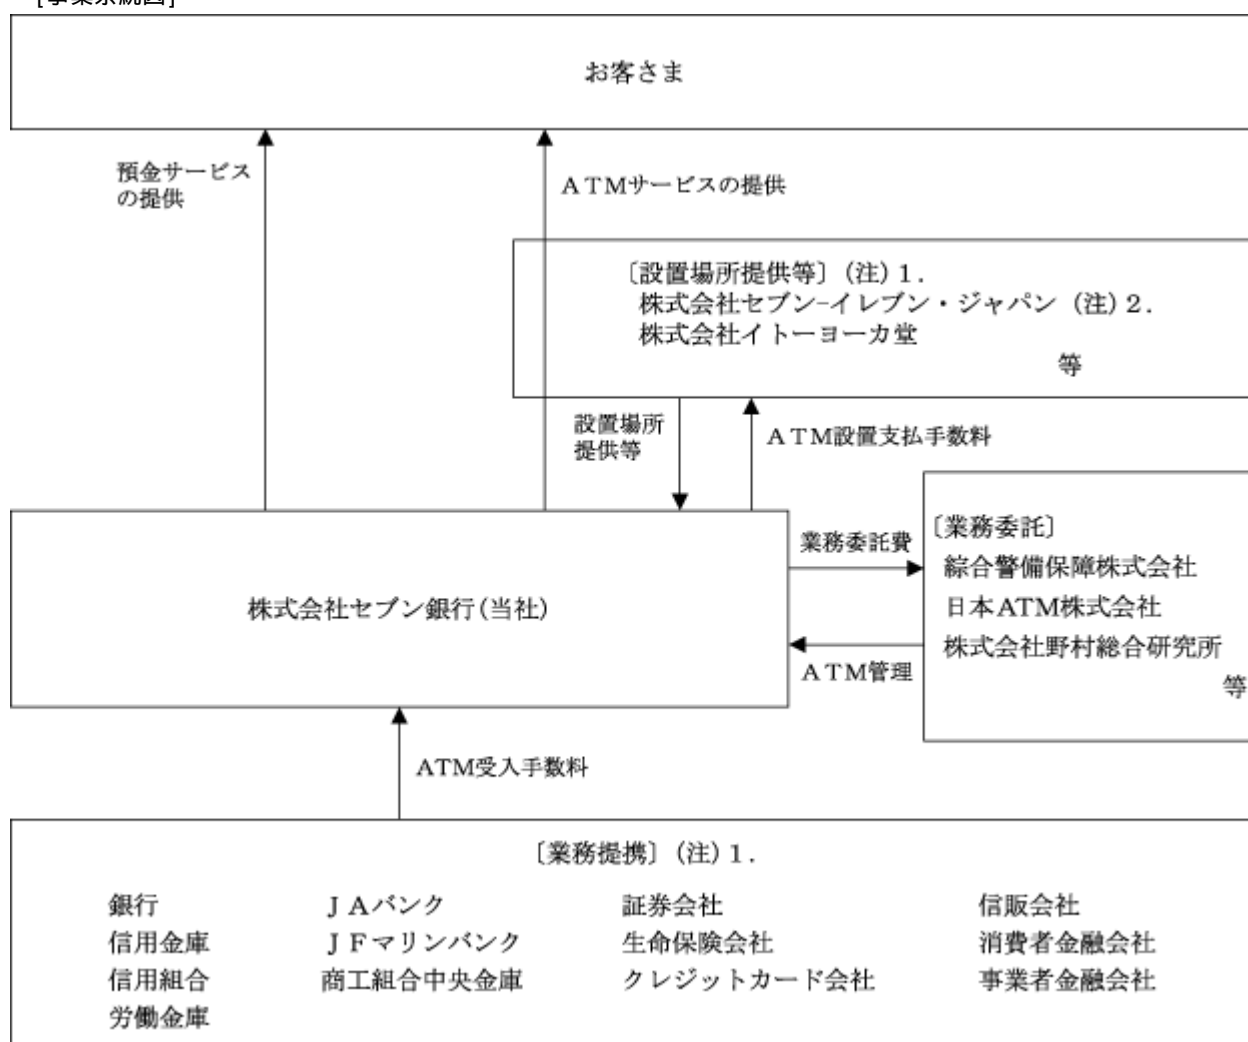 [事業系統図]
お客さま
預金サービス
の提供
ＡＴＭサービスの提供
〔設置場所提供等〕(注)１.
株式会社セブン-イレブン・ジャパン (注)２.
株式会社イトーヨーカ堂
等
設置場所
提供等
ＡＴＭ設置支払手数料
株式会社セブン銀行(当社)
業務委託費
ＡＴＭ管理
〔業務委託〕
綜合警備保障株式会社
日本ATM株式会社
株式会社野村総合研究所
等
ATM受入手数料
〔業務提携〕(注)１.
銀行 ＪＡバンク 証券会社 信販会社
信用金庫 ＪＦマリンバンク 生命保険会社 消費者金融会社
信用組合 商工組合中央金庫 クレジットカード会社 事業者金融会社
労働金庫